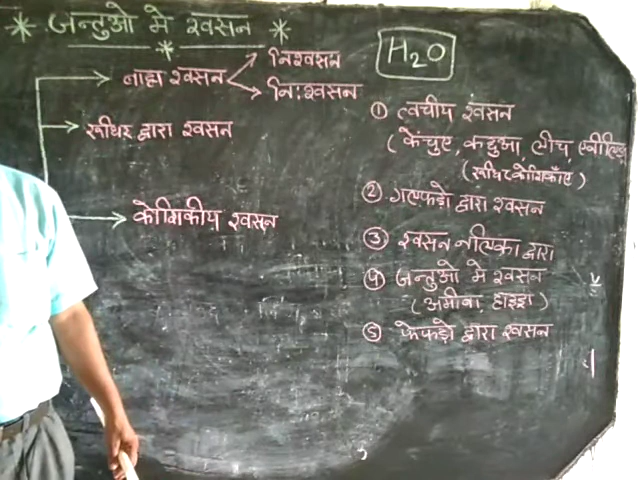 * जन्तुओ मे श्वसन *
बाह्य श्वसन
निश्वसन
नि:श्वसन
रूधिर द्वारा श्वसन
कोशिकीय श्वसन
H₂O
① त्वचीय श्वसन
( केंचुए, कछुआ
( रूधिर कोशिकाँए )
② गलफड़ो द्वारा श्वसन
③ श्वसन नलिका द्वारा
④ जन्तुओ मे श्वसन
( अमीबा, हाइड्रा )
⑤ फेफड़ो द्वारा श्वसन